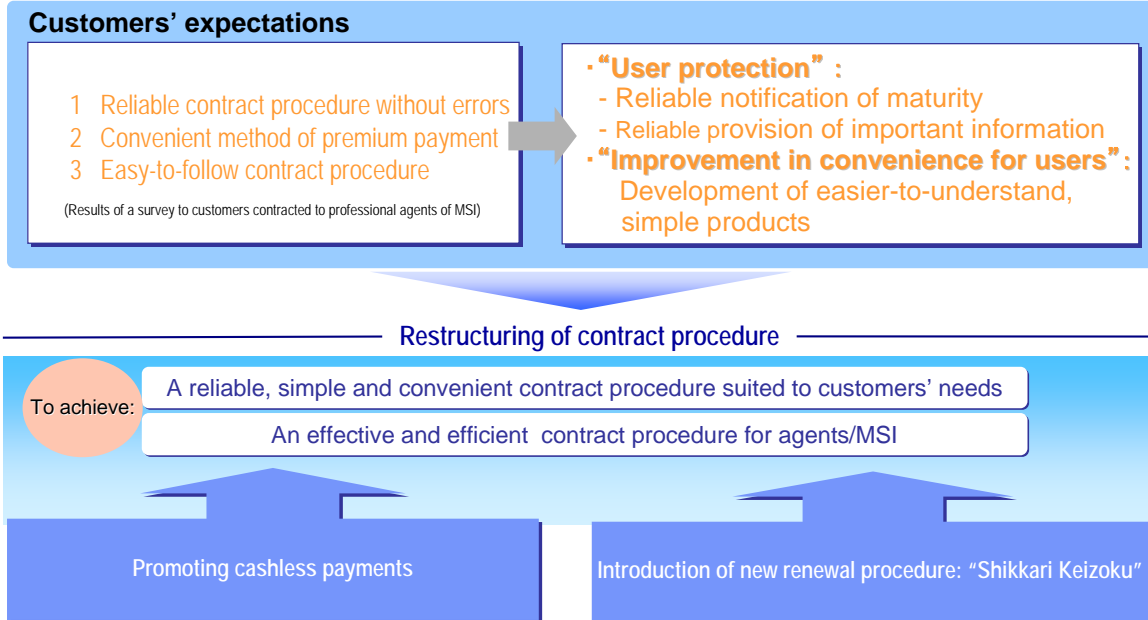 Customers’ expectations
1 Reliable contract procedure without errors
2 Convenient method of premium payment
3 Easy-to-follow contract procedure
(Results of a survey to customers contracted to professional agents of MSI)
・“User protection”：
- Reliable notification of maturity
- Reliable provision of important information
・“Improvement in convenience for users”：
Development of easier-to-understand,
simple products
Restructuring of contract procedure
To achieve:
A reliable, simple and convenient contract procedure suited to customers’ needs
An effective and efficient contract procedure for agents/MSI
Promoting cashless payments
Introduction of new renewal procedure: “Shikkari Keizoku”